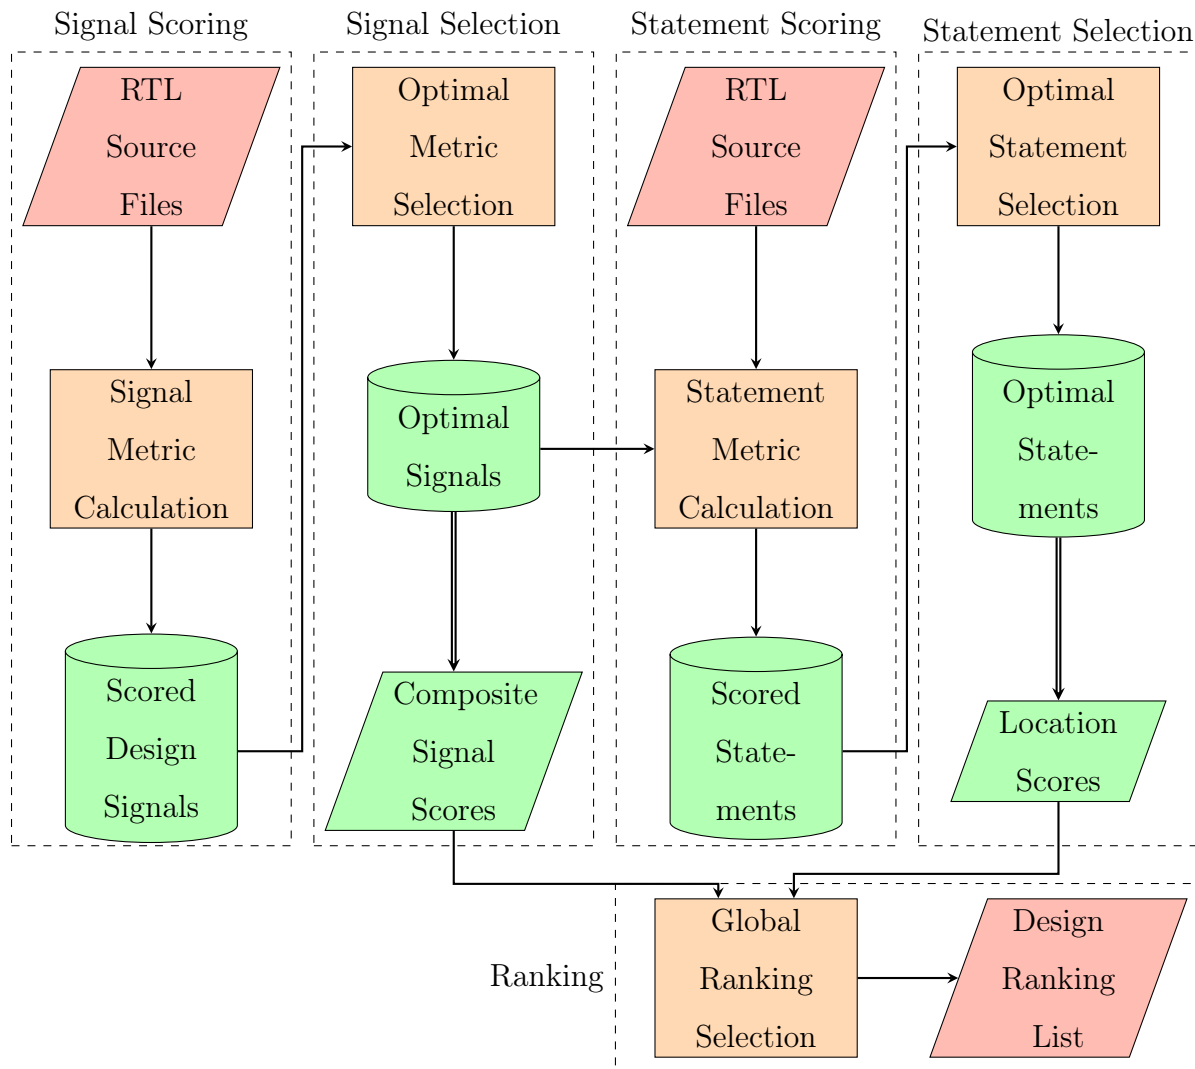 Signal Scoring
Signal Selection
Statement Scoring
Statement Selection
RTL
Source
Files
Optimal
Metric
Selection
RTL
Source
Files
Optimal
Statement
Selection
Signal
Metric
Calculation
Optimal
Signals
Statement
Metric
Calculation
Optimal
State-
ments
Scored
Design
Signals
Composite
Signal
Scores
Scored
State-
ments
Location
Scores
Ranking
Global
Ranking
Selection
Design
Ranking
List